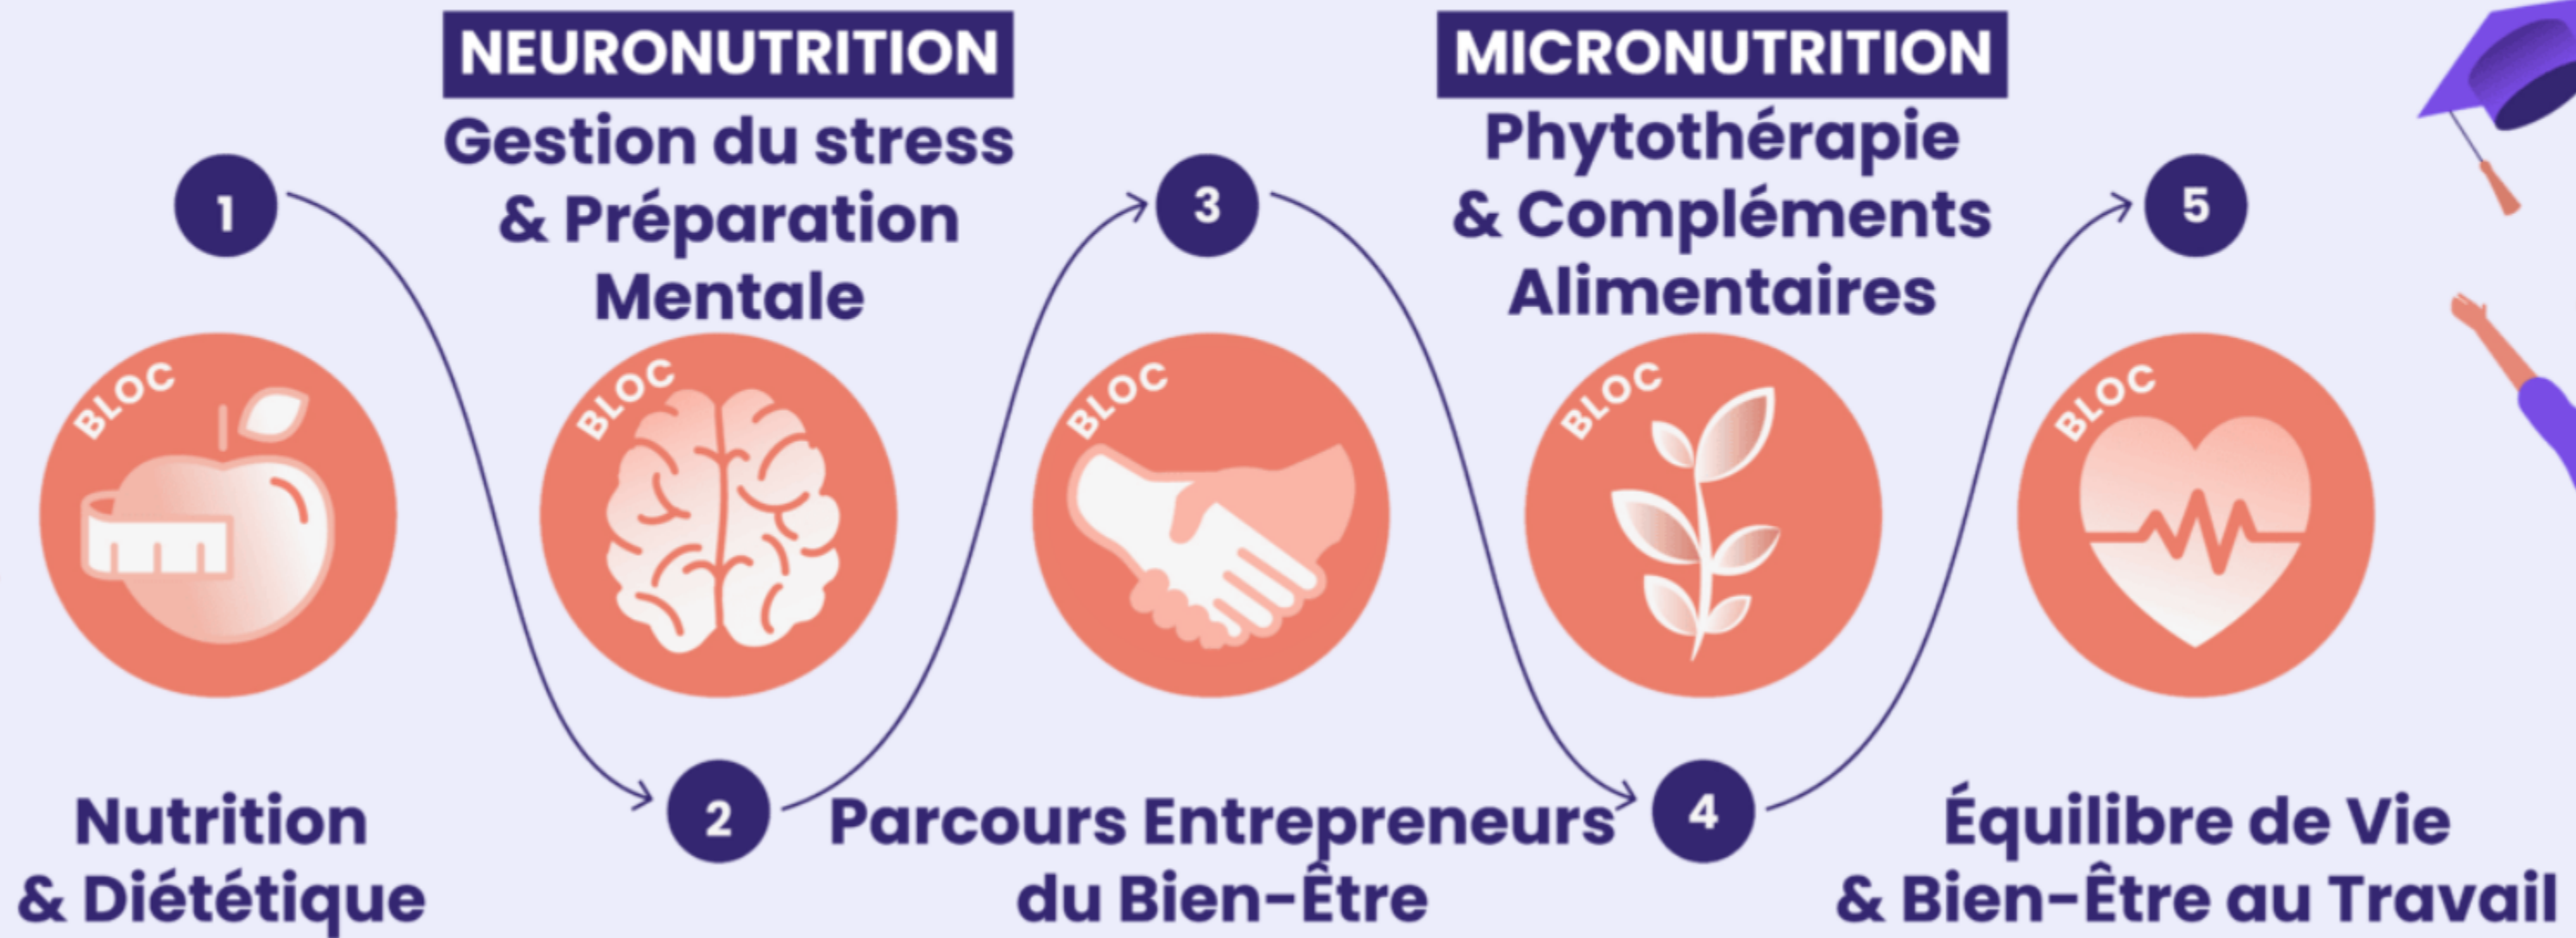 1
BLOC
Nutrition
& Diététique
NEURONUTRITION
Gestion du stress
& Préparation
Mentale
BLOC
2
3
BLOC
Parcours Entrepreneurs
du Bien-Être
MICRONUTRITION
Phytothérapie
& Compléments
Alimentaires
BLOC
4
5
BLOC
Équilibre de Vie
& Bien-Être au Travail